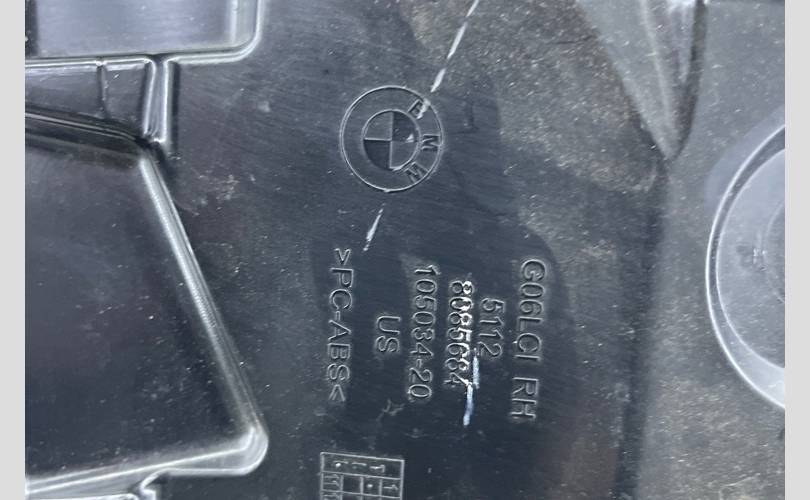 BMW
G06LCI RH
5112
8085684
105034-20
US
>PC-ABS<